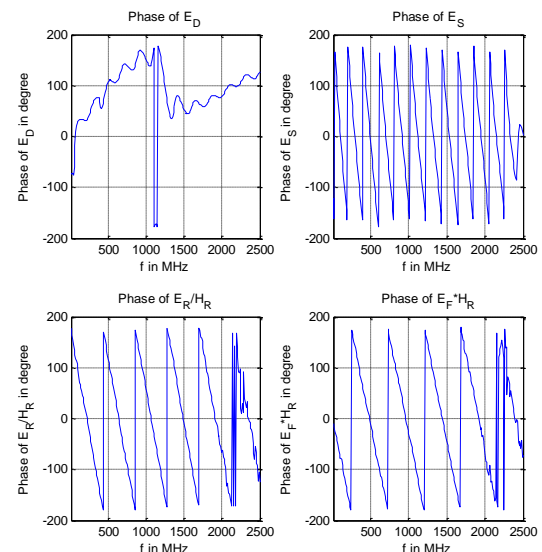 Phase of E_D
Phase of E_D in degree
200
100
0
-100
-200
500 1000 1500 2000 2500
f in MHz
Phase of E_S
Phase of E_S in degree
200
100
0
-100
-200
0 500 1000 1500 2000 2500
f in MHz
Phase of E_R/H_R
Phase of E_R/H_R in degree
200
100
0
-100
-200
500 1000 1500 2000 2500
f in MHz
Phase of E_F*H_R
Phase of E_F*H_R in degree
200
100
0
-100
-200
0 500 1000 1500 2000 2500
f in MHz